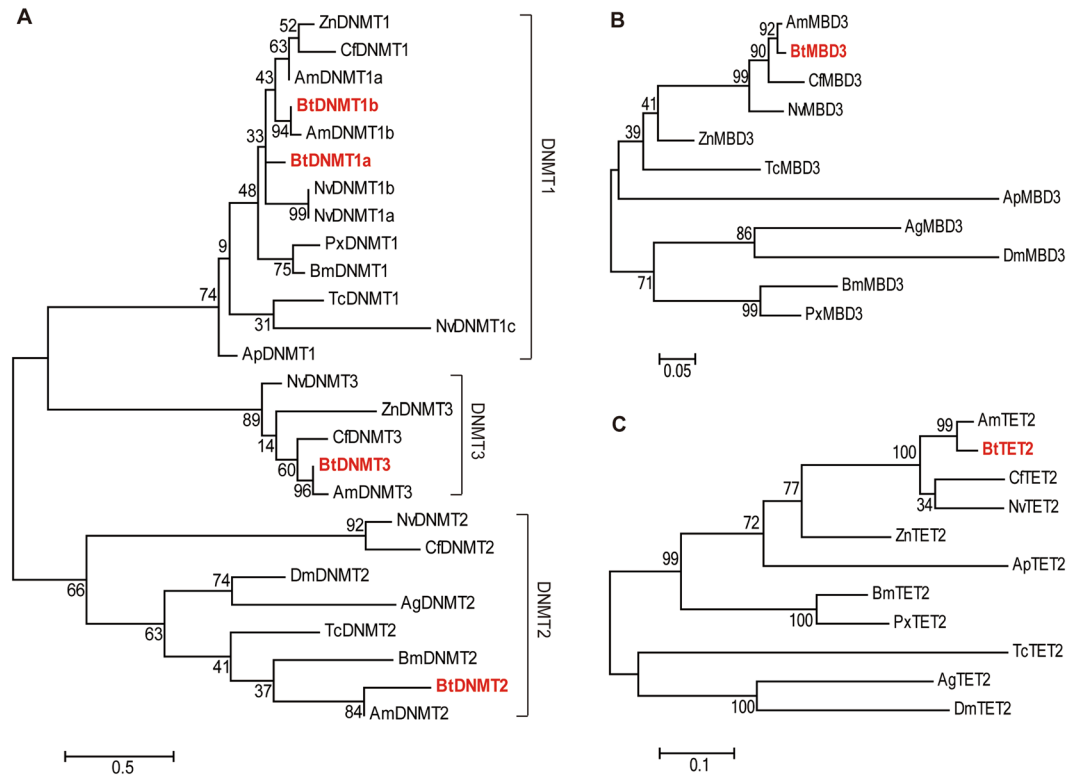 A
52
ZnDNMT1
63
CfDNMT1
43
AmDNMT1a
BtDNMT1b
94
AmDNMT1b
33
BtDNMT1a
48
NvDNMT1b
99
NvDNMT1a
9
PxDNMT1
75
BmDNMT1
74
TcDNMT1
31
NvDNMT1c
ApDNMT1
DNMT1
NvDNMT3
89
ZnDNMT3
14
CfDNMT3
60
BtDNMT3
96
AmDNMT3
DNMT3
92
NvDNMT2
CfDNMT2
66
74
DmDNMT2
AgDNMT2
63
TcDNMT2
41
BmDNMT2
37
BtDNMT2
84
AmDNMT2
DNMT2
0.5
B
92
AmMBD3
90
BtMBD3
99
CfMBD3
41
NvMBD3
39
ZnMBD3
TcMBD3
ApMBD3
86
AgMBD3
DmMBD3
71
BmMBD3
99
PxMBD3
0.05
C
99
AmTET2
100
BtTET2
CfTET2
77
34
NvTET2
72
ZnTET2
99
ApTET2
BmTET2
100
PxTET2
TcTET2
AgTET2
100
DmTET2
0.1